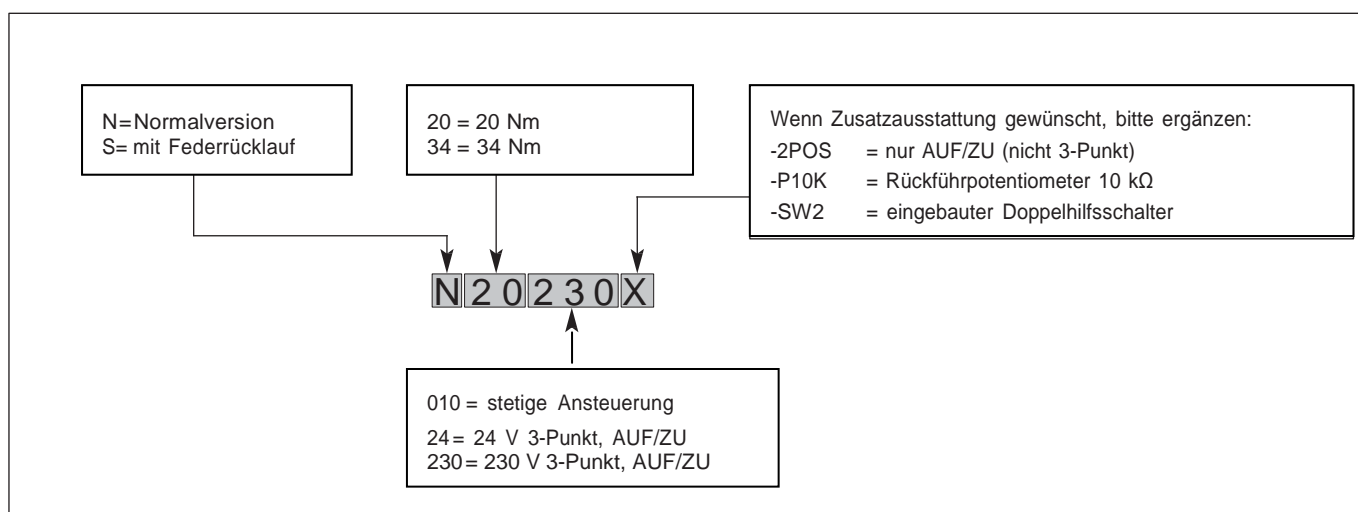 N=Normalversion
S= mit Federrücklauf
20 = 20 Nm
34 = 34 Nm
Wenn Zusatzausstattung gewünscht, bitte ergänzen:
-2POS = nur AUF/ZU (nicht 3-Punkt)
-P10K = Rückführpotentiometer 10 kΩ
-SW2 = eingebauter Doppelhilfsschalter
N20230X
010 = stetige Ansteuerung
24 = 24 V 3-Punkt, AUF/ZU
230 = 230 V 3-Punkt, AUF/ZU